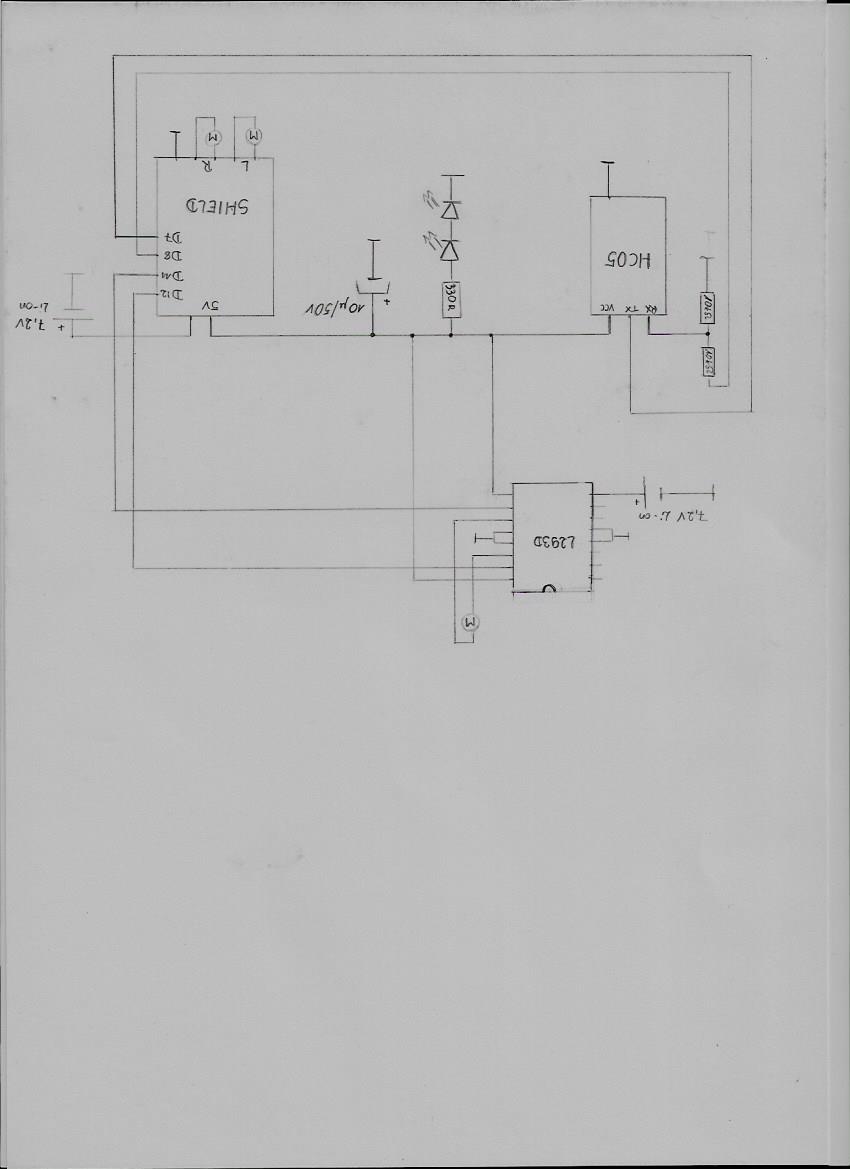 M
L293D
7,2V Li-on
+
10kΩ
10kΩ
RX TX VCC
HC05
330R
+
10µ/50V
5V
D12
D11
D8
D7
SHIELD
L R
M M
+ 7,2V
Li-on